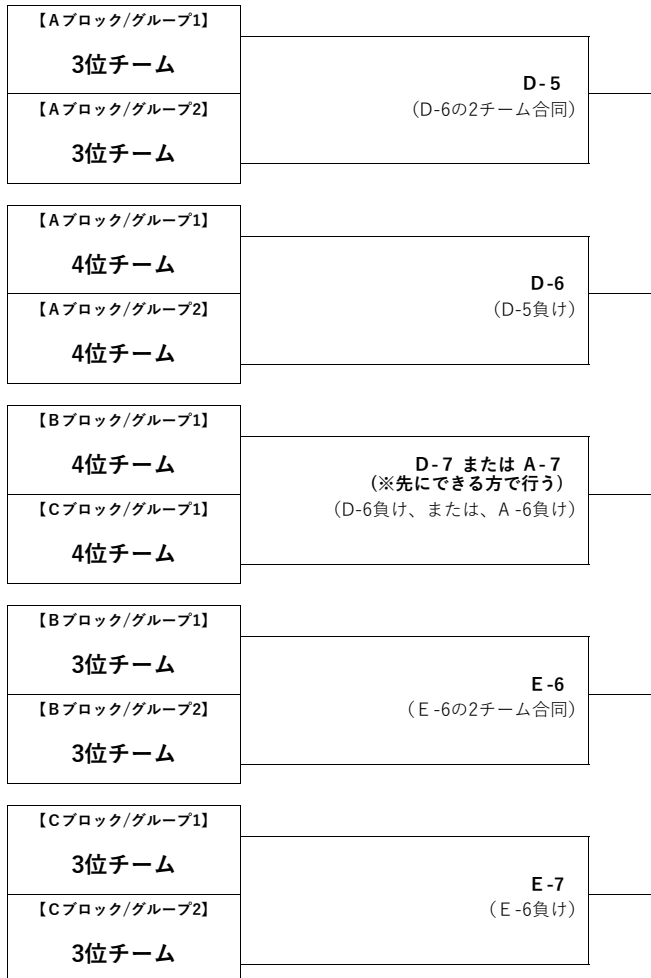 【Aブロック/グループ1】
3位チーム
【Aブロック/グループ2】
3位チーム
D-5
（D-6の2チーム合同）
【Aブロック/グループ1】
4位チーム
【Aブロック/グループ2】
4位チーム
D-6
（D-5負け）
【Bブロック/グループ1】
4位チーム
【Cブロック/グループ1】
4位チーム
D-7 または A-7
（※先にできる方で行う）
（D-6負け、または、A-6負け）
【Bブロック/グループ1】
3位チーム
【Bブロック/グループ2】
3位チーム
E-6
（E-6の2チーム合同）
【Cブロック/グループ1】
3位チーム
【Cブロック/グループ2】
3位チーム
E-7
（E-6負け）